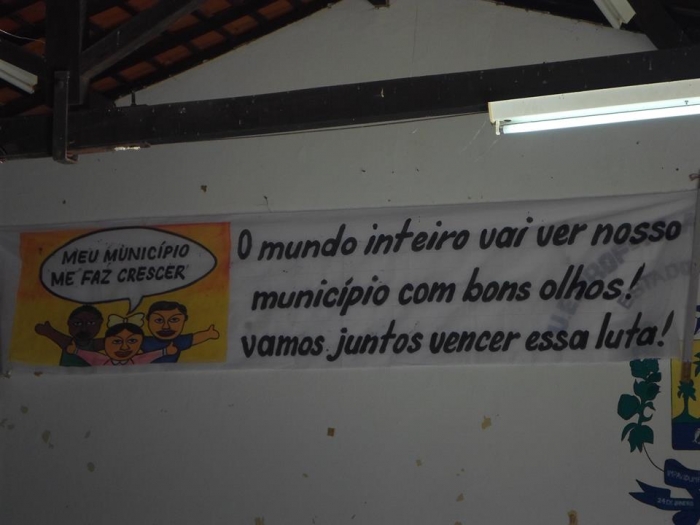 MEU MUNICÍPIO
ME FAZ CRESCER
O mundo inteiro vai ver nosso
município com bons olhos!
vamos juntos vencer essa luta!